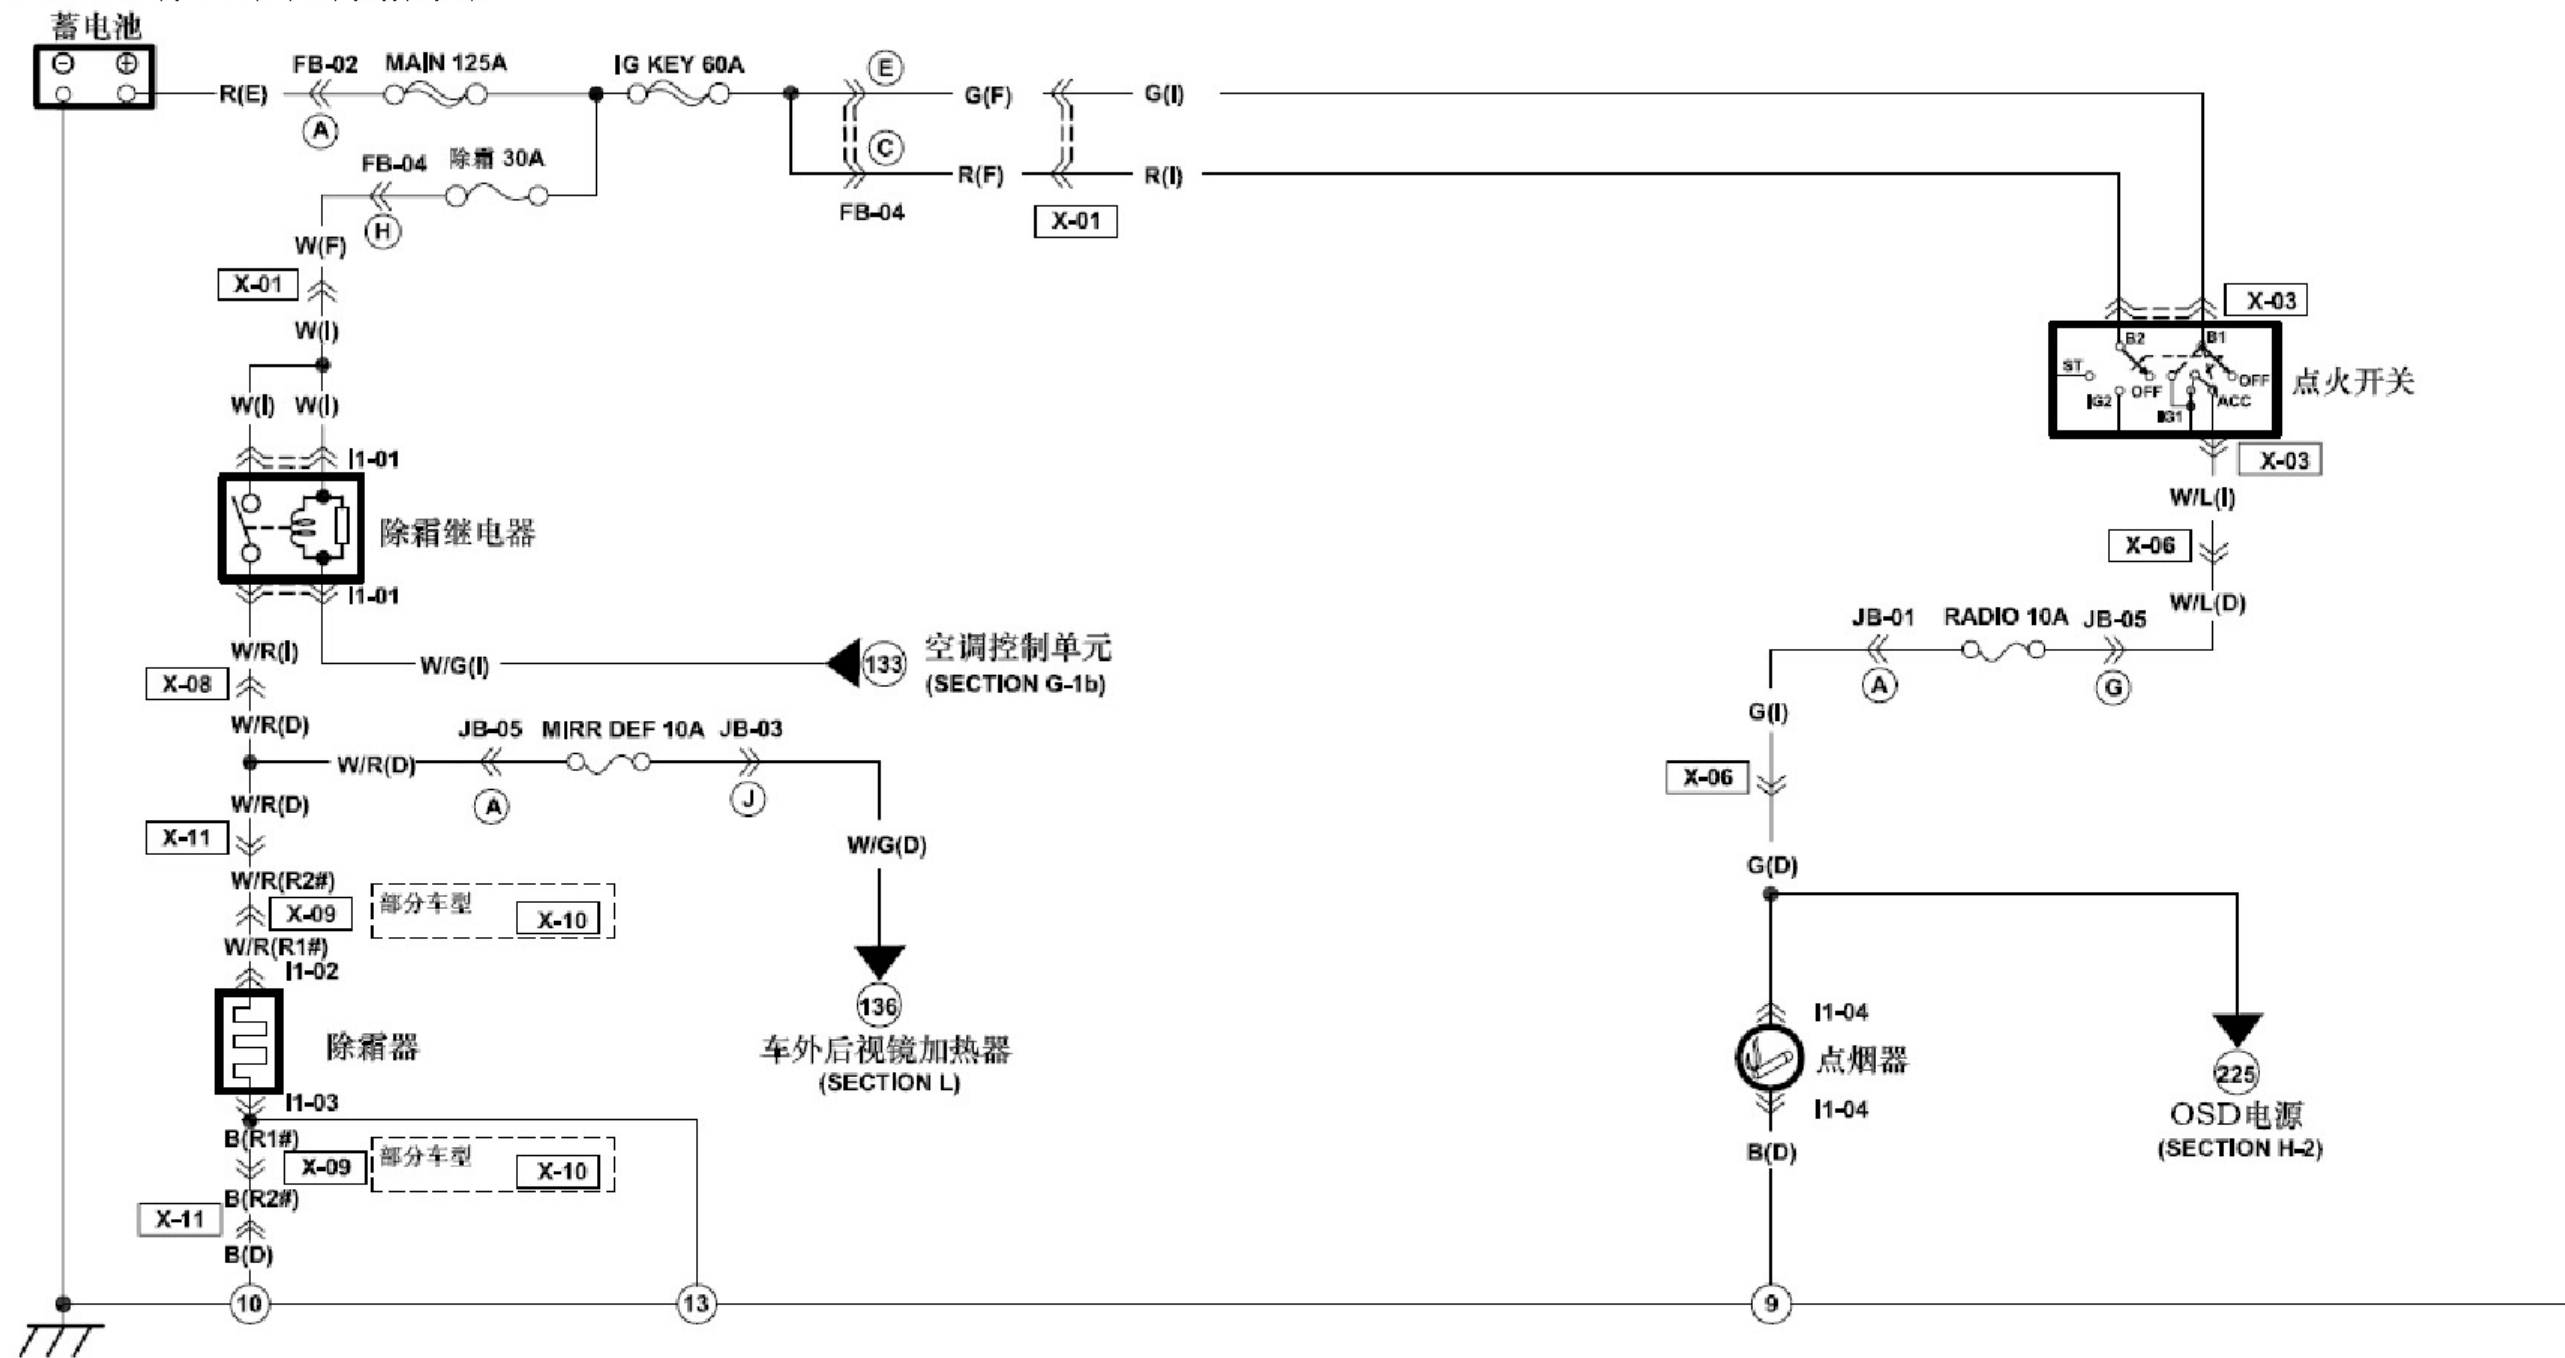 蓄电池
⊖ ⊕
R(E)
FB-02
A
MAIN 125A
IG KEY 60A
E
G(F)
G(I)
C
R(F)
R(I)
FB-04
X-01
FB-04
除霜 30A
H
W(F)
X-01
W(I)
W(I) W(I)
I1-01
除霜继电器
I1-01
W/R(I)
W/G(I)
133
空调控制单元
(SECTION G-1b)
X-08
W/R(D)
JB-05
MIRR DEF 10A
JB-03
W/R(D)
A
J
W/R(D)
W/G(D)
X-11
W/R(R2#)
X-09
部分车型
X-10
W/R(R1#)
I1-02
除霜器
136
车外后视镜加热器
(SECTION L)
I1-03
B(R1#)
X-09
部分车型
X-10
B(R2#)
X-11
B(D)
10
13
X-03
B2
B1
ST
OFF
OFF
IG2
IG1
ACC
点火开关
X-03
W/L(I)
X-06
W/L(D)
JB-01
RADIO 10A
JB-05
A
G
G(I)
X-06
G(D)
I1-04
点烟器
I1-04
225
OSD电源
(SECTION H-2)
B(D)
9